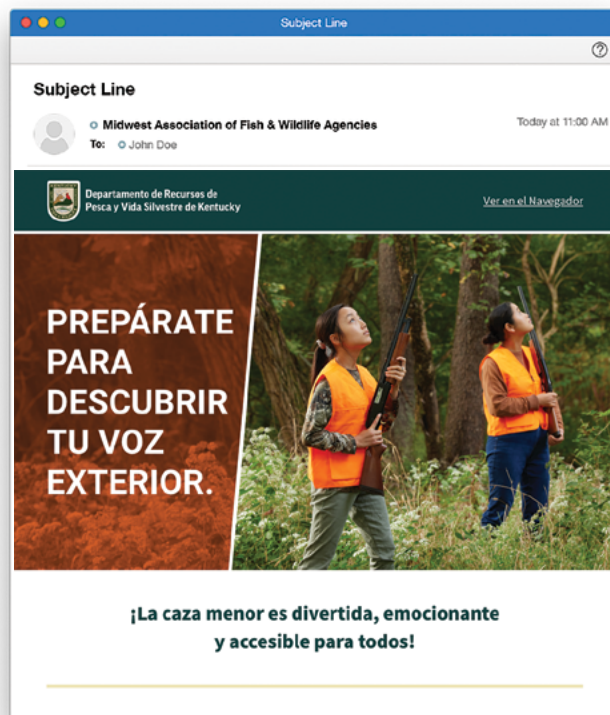 Subject Line
Subject Line
Midwest Association of Fish & Wildlife Agencies
Today at 11:00 AM
To: John Doe
Departamento de Recursos de
Pesca y Vida Silvestre de Kentucky
Ver en el Navegador
PREPÁRATE
PARA
DESCUBRIR
TU VOZ
EXTERIOR.
¡La caza menor es divertida, emocionante
y accesible para todos!